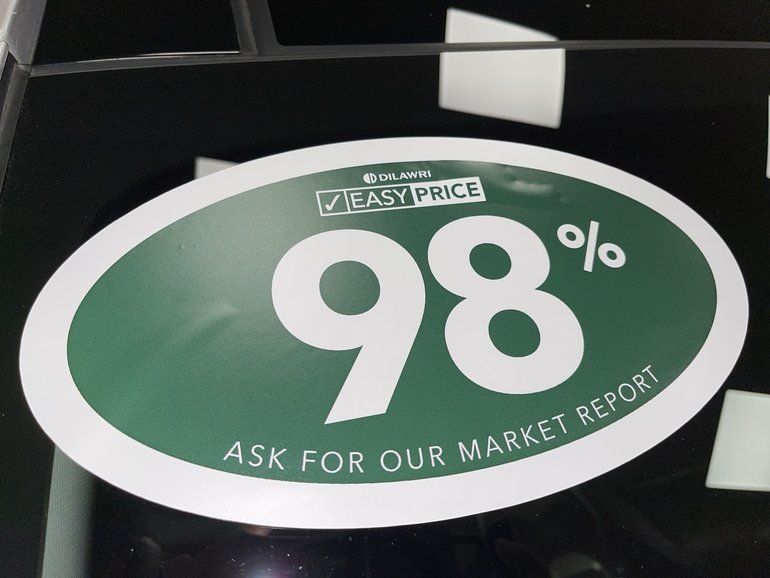 DILAWRI
EASY PRICE
98%
ASK FOR OUR MARKET REPORT